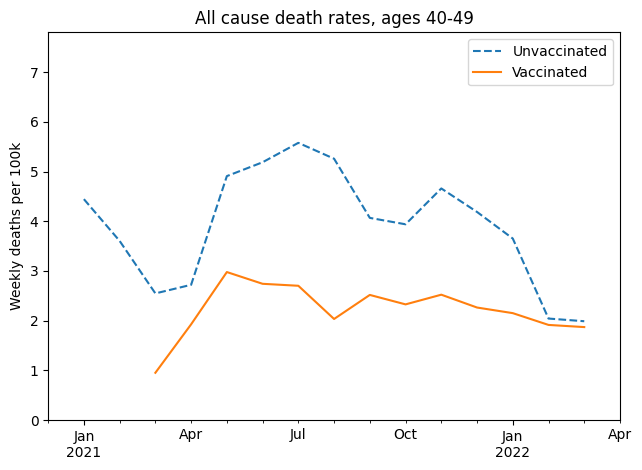 All cause death rates, ages 40-49
Unvaccinated
Vaccinated
Weekly deaths per 100k
7
6
5
4
3
2
1
0
Jan
2021
Apr
Jul
Oct
Jan
2022
Apr